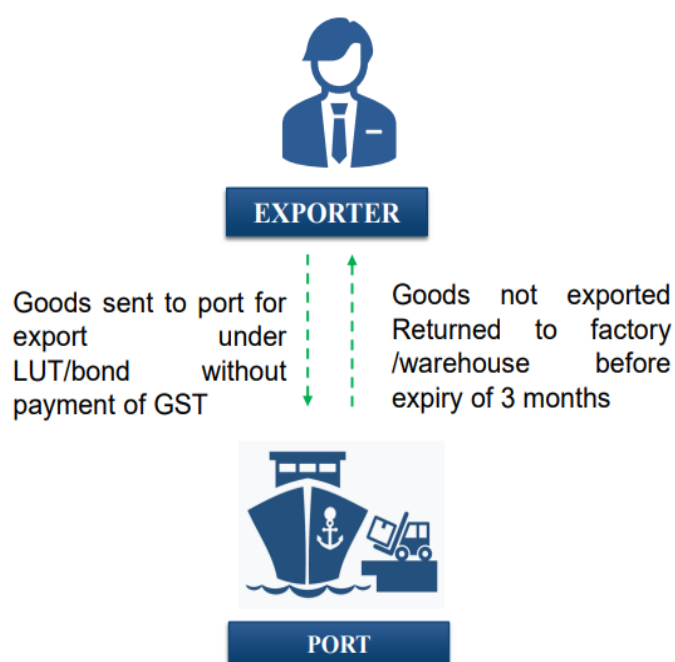 EXPORTER
Goods sent to port for
export under
LUT/bond without
payment of GST
Goods not exported
Returned to factory
/warehouse before
expiry of 3 months
PORT